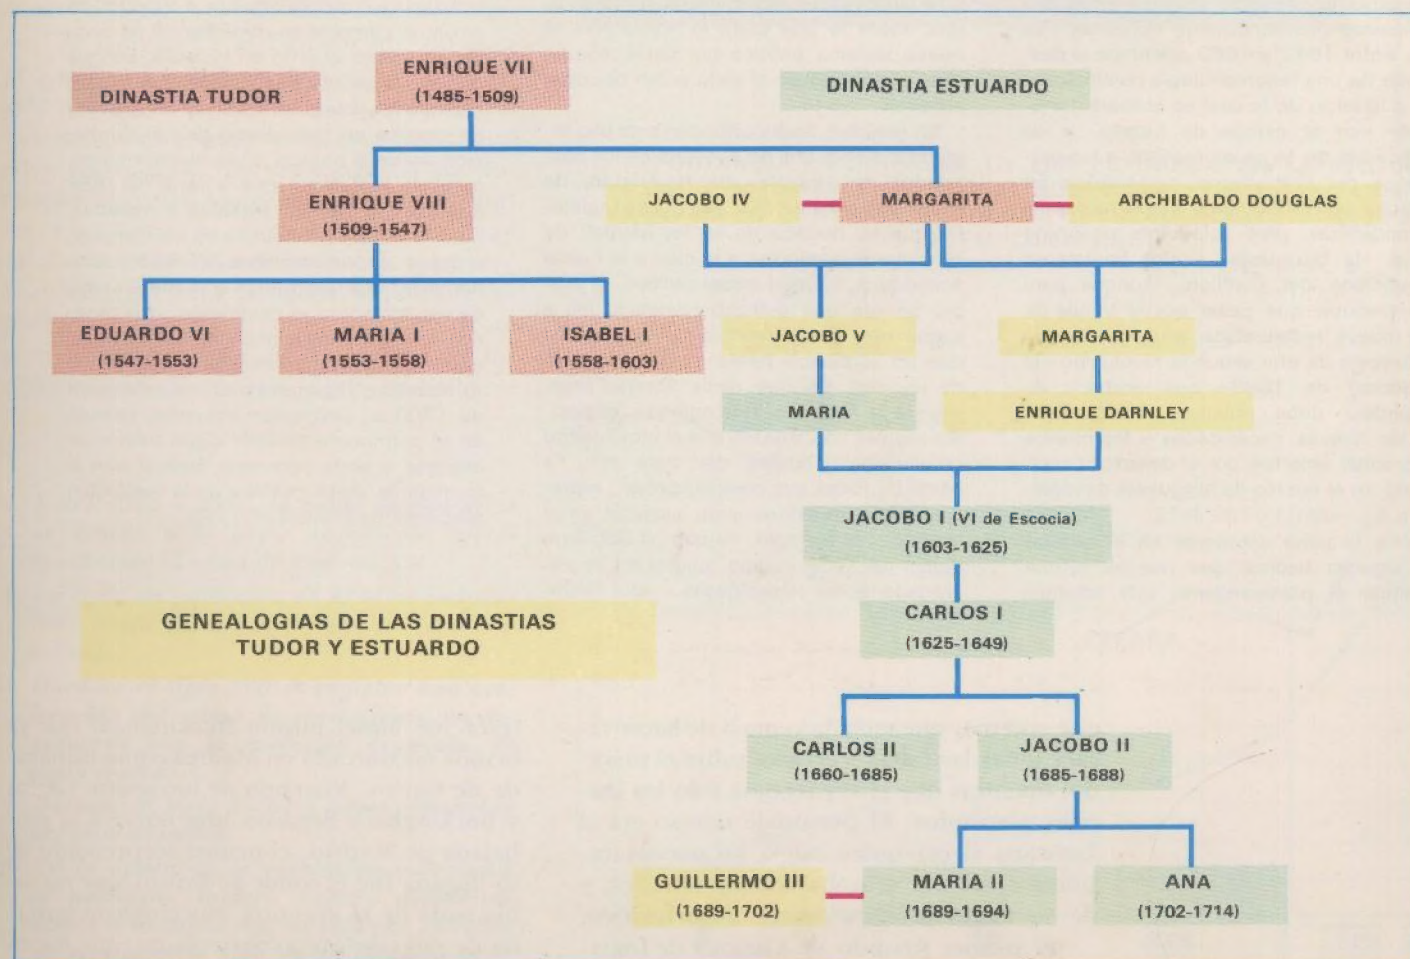 DINASTIA TUDOR
ENRIQUE VII
(1485-1509)
DINASTIA ESTUARDO
ENRIQUE VIII
(1509-1547)
JACOBO IV
MARGARITA
ARCHIBALDO DOUGLAS
EDUARDO VI
(1547-1553)
MARIA I
(1553-1558)
ISABEL I
(1558-1603)
JACOBO V
MARGARITA
MARIA
ENRIQUE DARNLEY
JACOBO I (VI de Escocia)
(1603-1625)
GENEALOGIAS DE LAS DINASTIAS
TUDOR Y ESTUARDO
CARLOS I
(1625-1649)
CARLOS II
(1660-1685)
JACOBO II
(1685-1688)
GUILLERMO III
(1689-1702)
MARIA II
(1689-1694)
ANA
(1702-1714)